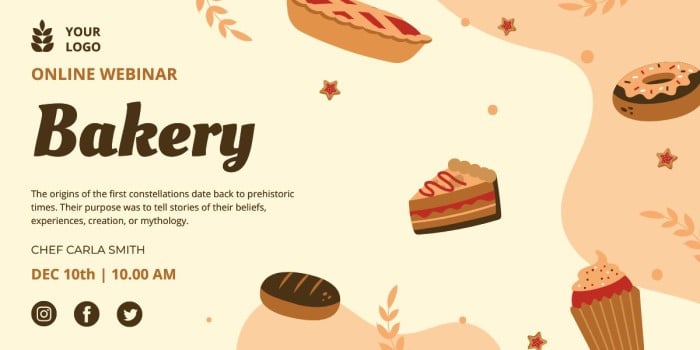 YOUR
LOGO
ONLINE WEBINAR
Bakery
The origins of the first constellations date back to prehistoric
times. Their purpose was to tell stories of their beliefs,
experiences, creation, or mythology.
CHEF CARLA SMITH
DEC 10th | 10.00 AM